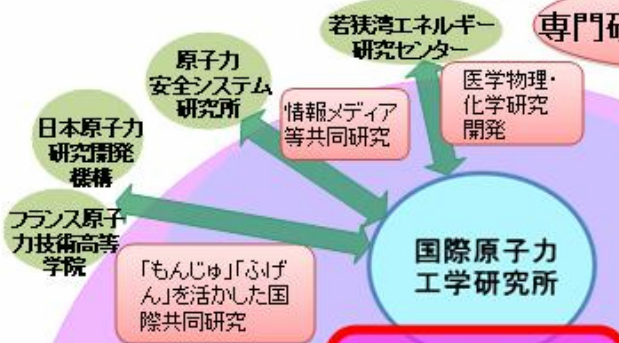 若狭湾エネルギー
研究センター
専門研
原子力
安全システム
研究所
医学物理・
化学研究
開発
情報メディア
等共同研究
日本原子力
研究開発
機構
フランス原子
力技術高等
学院
「もんじゅ」「ふげ
ん」を活かした国
際共同研究
国際原子力
工学研究所